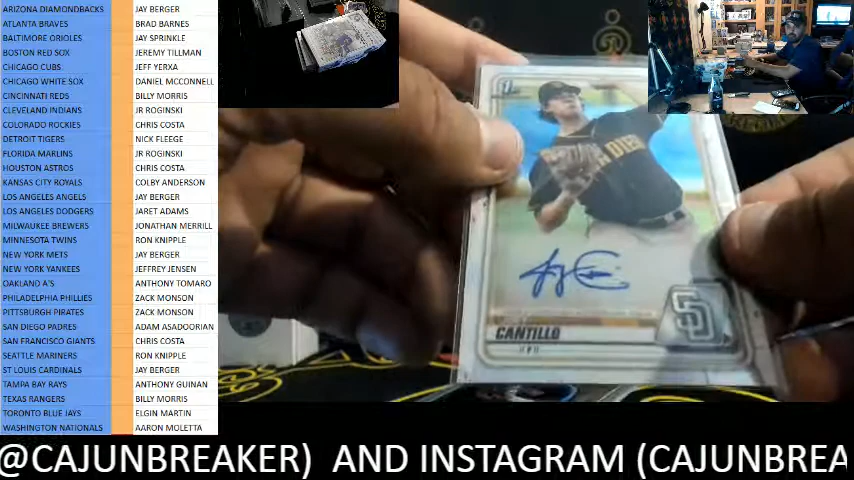 ARIZONA DIAMONDBACKS JAY BERGER
ATLANTA BRAVES BRAD BARNES
BALTIMORE ORIOLES JAY SPRINKLE
BOSTON RED SOX JEREMY TILLMAN
CHICAGO CUBS JEFF YERXA
CHICAGO WHITE SOX DANIEL MCCONNELL
CINCINNATI REDS BILLY MORRIS
CLEVELAND INDIANS JR ROGINSKI
COLORADO ROCKIES CHRIS COSTA
DETROIT TIGERS NICK FLEEGE
FLORIDA MARLINS JR ROGINSKI
HOUSTON ASTROS CHRIS COSTA
KANSAS CITY ROYALS COLBY ANDERSON
LOS ANGELES ANGELS JAY BERGER
LOS ANGELES DODGERS JARET ADAMS
MILWAUKEE BREWERS JONATHAN MERRILL
MINNESOTA TWINS RON KNIPPLE
NEW YORK METS JAY BERGER
NEW YORK YANKEES JEFFREY JENSEN
OAKLAND A'S ANTHONY TOMARO
PHILADELPHIA PHILLIES ZACK MONSON
PITTSBURGH PIRATES ZACK MONSON
SAN DIEGO PADRES ADAM ASADOORIAN
SAN FRANCISCO GIANTS CHRIS COSTA
SEATTLE MARINERS RON KNIPPLE
ST LOUIS CARDINALS JAY BERGER
TAMPA BAY RAYS ANTHONY GUINAN
TEXAS RANGERS BILLY MORRIS
TORONTO BLUE JAYS ELGIN MARTIN
WASHINGTON NATIONALS AARON MOLETTA
CANTILLO
SD
@CAJUNBREAKER) AND INSTAGRAM (CAJUNBREA